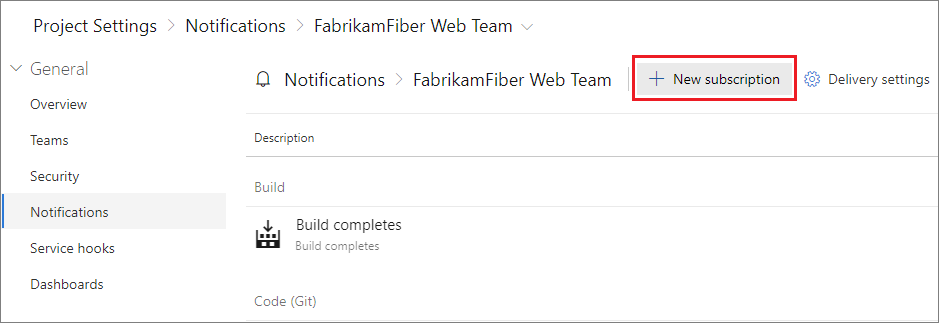 Project Settings > Notifications > FabrikamFiber Web Team
General
Overview
Teams
Security
Notifications
Service hooks
Dashboards
Notifications > FabrikamFiber Web Team
New subscription
Delivery settings
Description
Build
Build completes
Build completes
Code (Git)